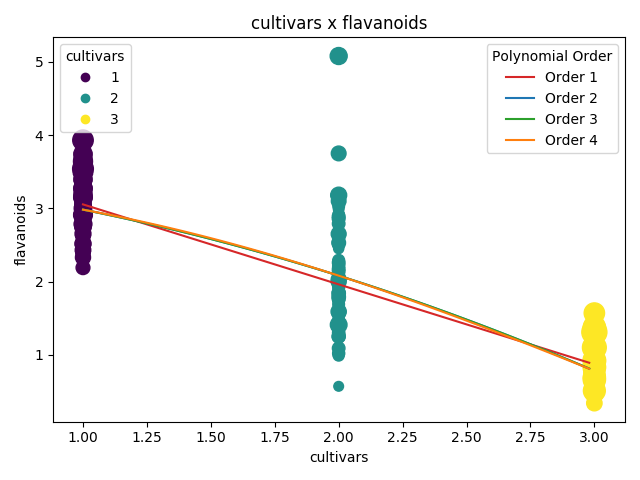 cultivars x flavanoids
cultivars
1
2
3
Polynomial Order
Order 1
Order 2
Order 3
Order 4
flavanoids
5
4
3
2
1
1.00 1.25 1.50 1.75 2.00 2.25 2.50 2.75 3.00
cultivars